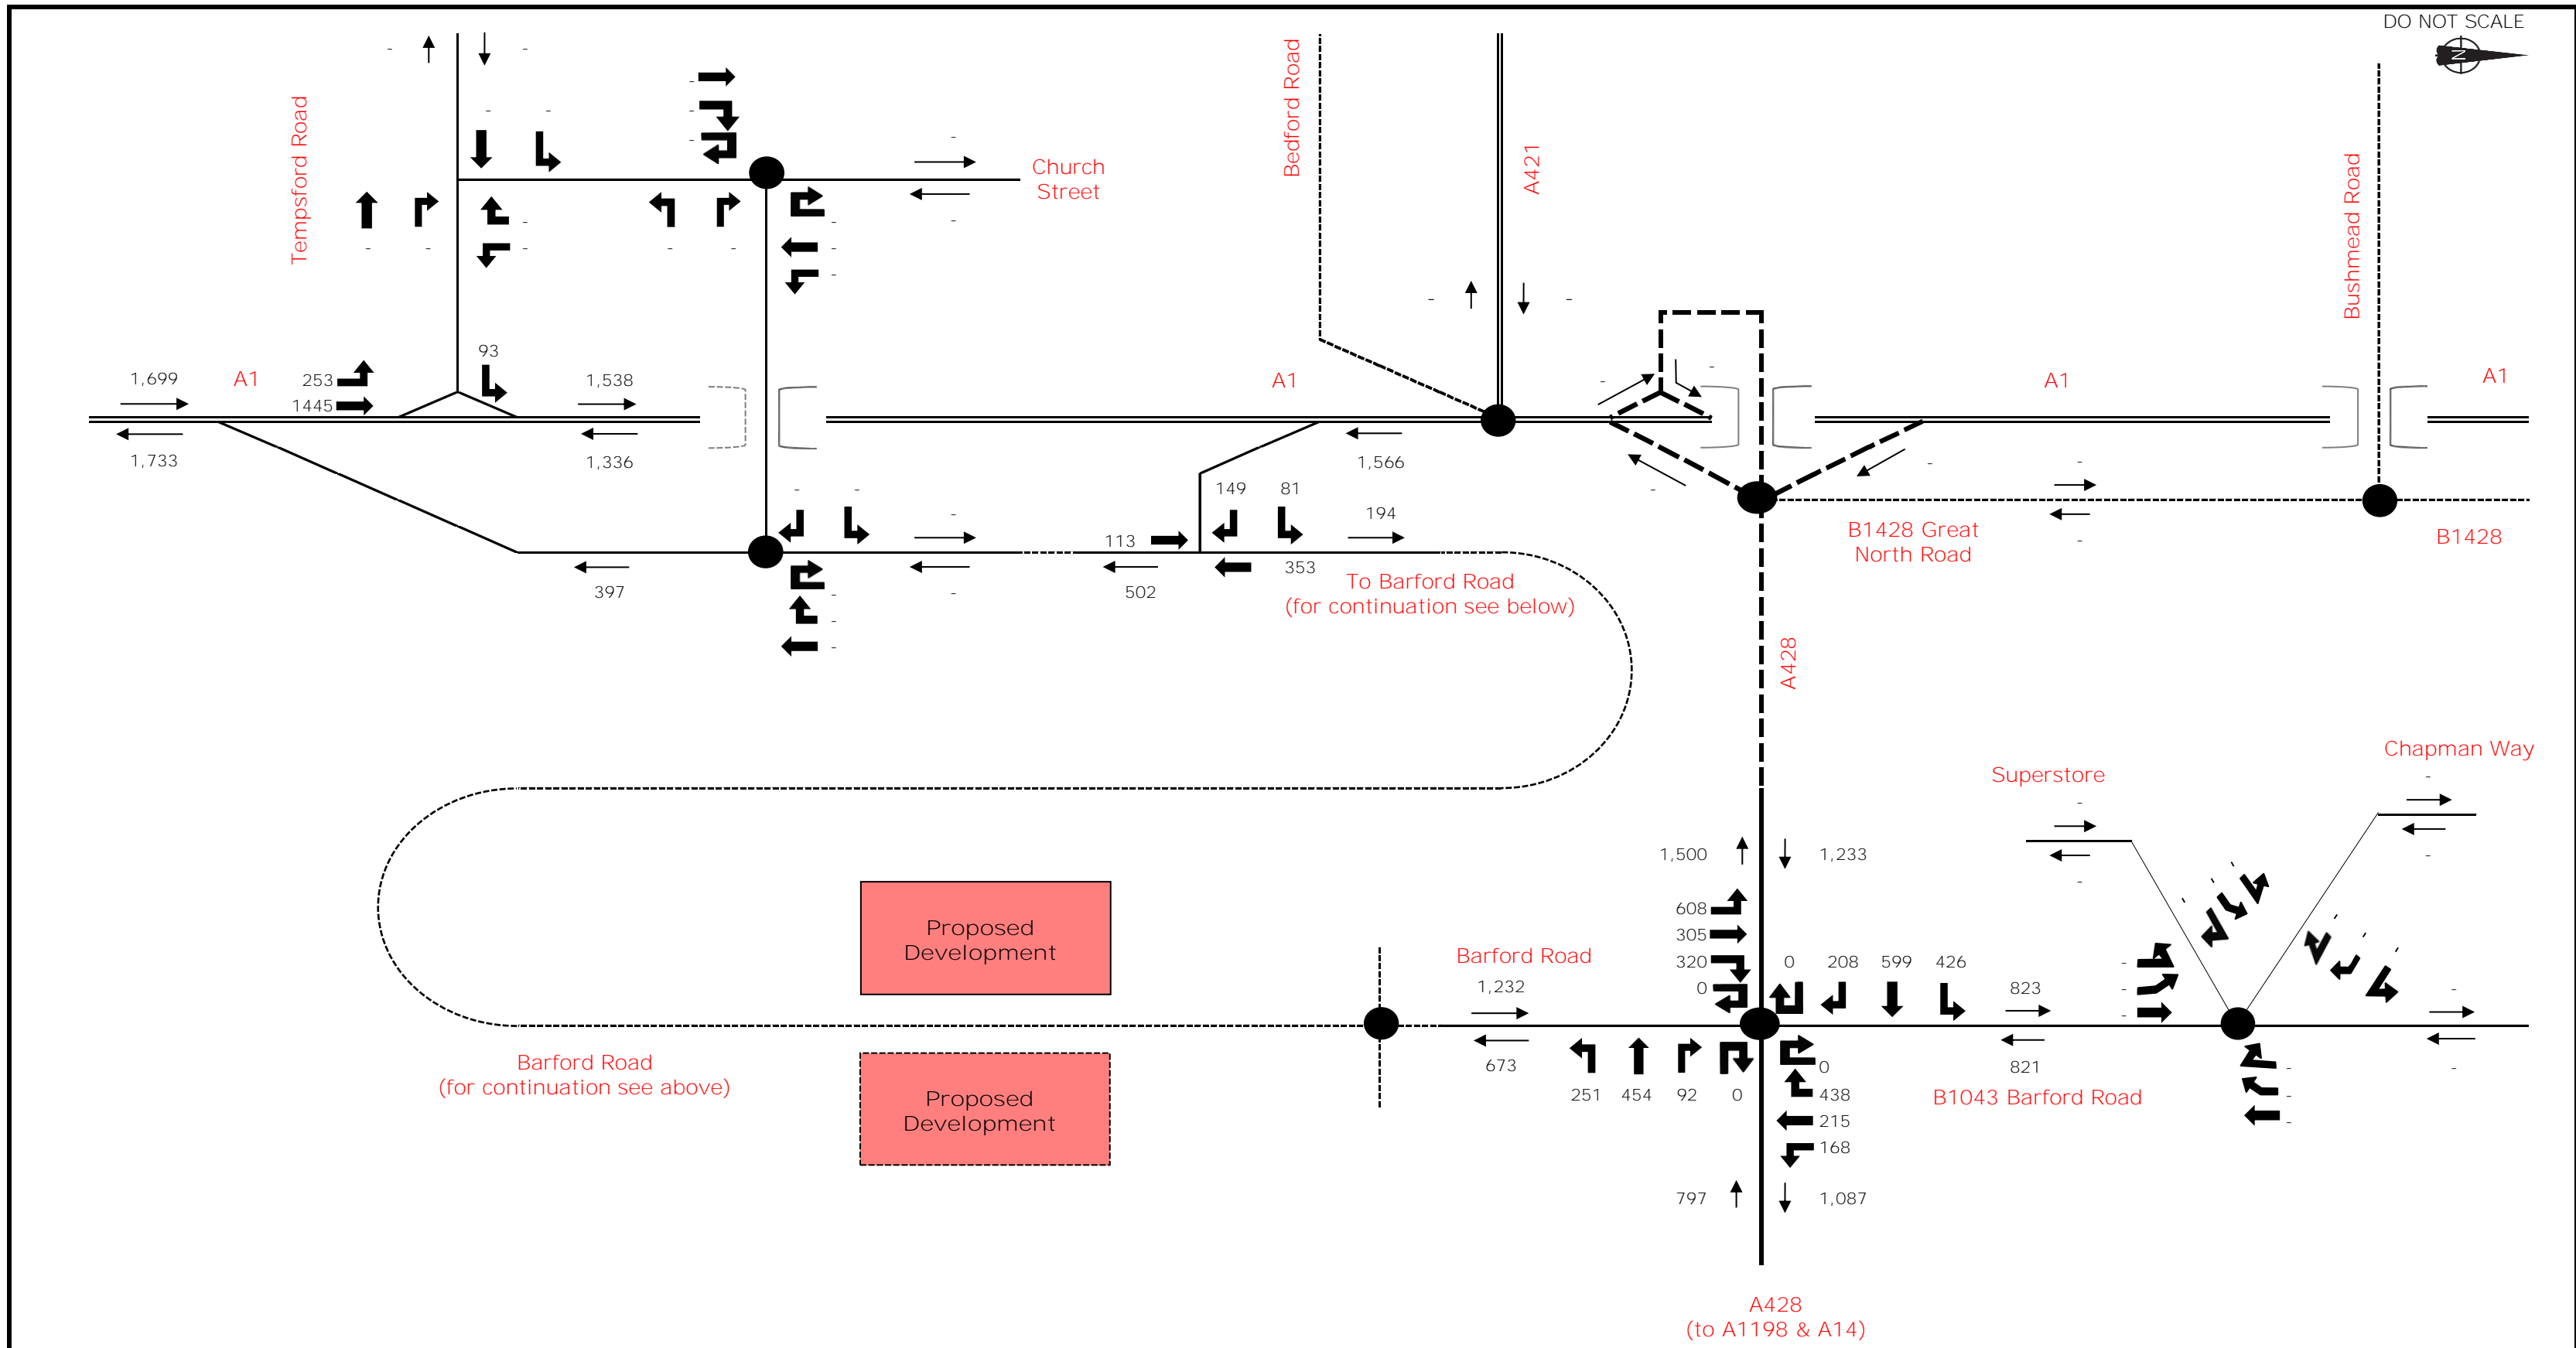 DO NOT SCALE
N
Tempsford Road
Church
Street
Bedford Road
A421
Bushmead Road
1,699
A1
253
1445
93
1,538
1,733
1,336
A1
1,566
A1
A1
149
81
194
113
353
397
502
To Barford Road
(for continuation see below)
B1428 Great
North Road
B1428
A428
Chapman Way
Superstore
1,500
1,233
608
305
320
0
0
208
599
426
Proposed
Development
Barford Road
1,232
823
673
821
Barford Road
(for continuation see above)
Proposed
Development
251
454
92
0
0
438
215
168
B1043 Barford Road
797
1,087
A428
(to A1198 & A14)